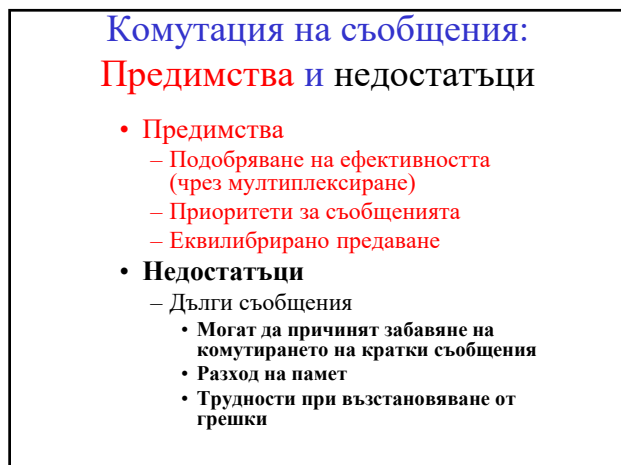 Комутация на съобщения:
Предимства и недостатъци
• Предимства
– Подобряване на ефективността
(чрез мултиплексиране)
– Приоритети за съобщенията
– Еквилибрирано предаване
• Недостатъци
– Дълги съобщения
• Могат да причинят забавяне на
комутирането на кратки съобщения
• Разход на памет
• Трудности при възстановяване от
грешки